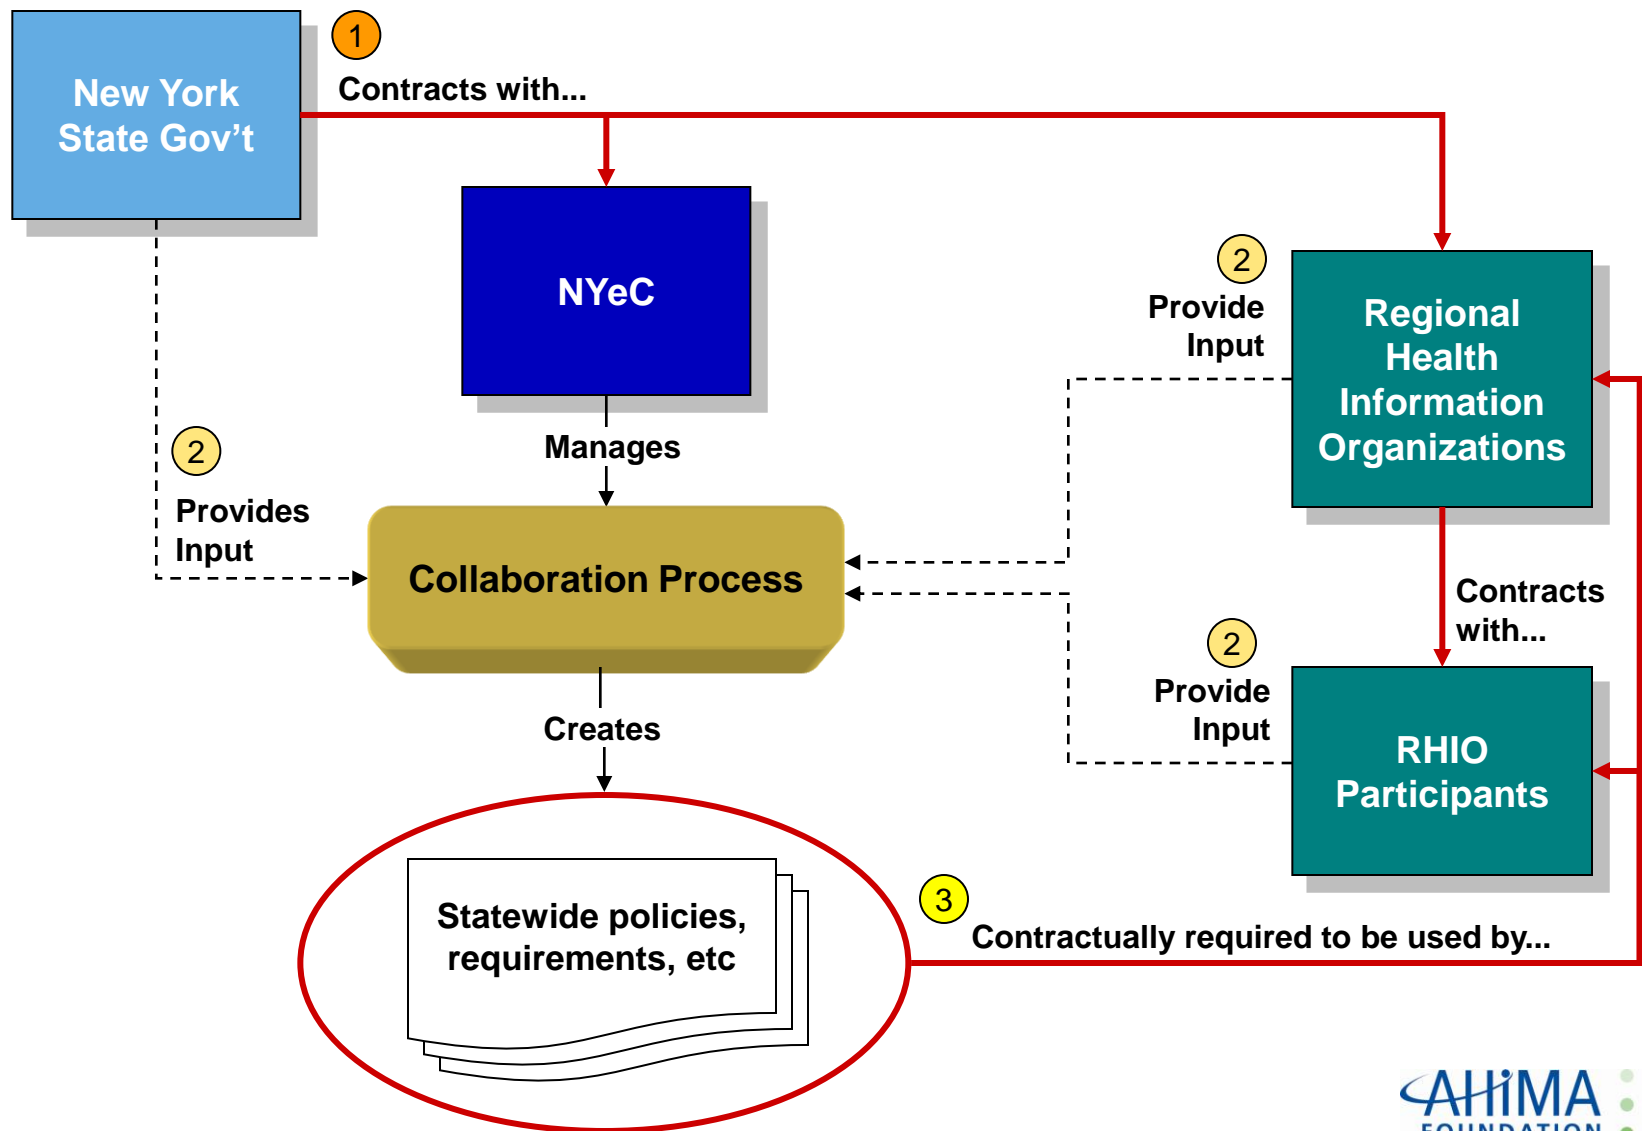 New York
State Gov’t
1
Contracts with...
NYeC
2
Provide
Input
Regional
Health
Information
Organizations
Manages
2
Provides
Input
Collaboration Process
Contracts
with...
2
Provide
Input
RHIO
Participants
Creates
Statewide policies,
requirements, etc
3
Contractually required to be used by...
AHiMA
FOUNDATION